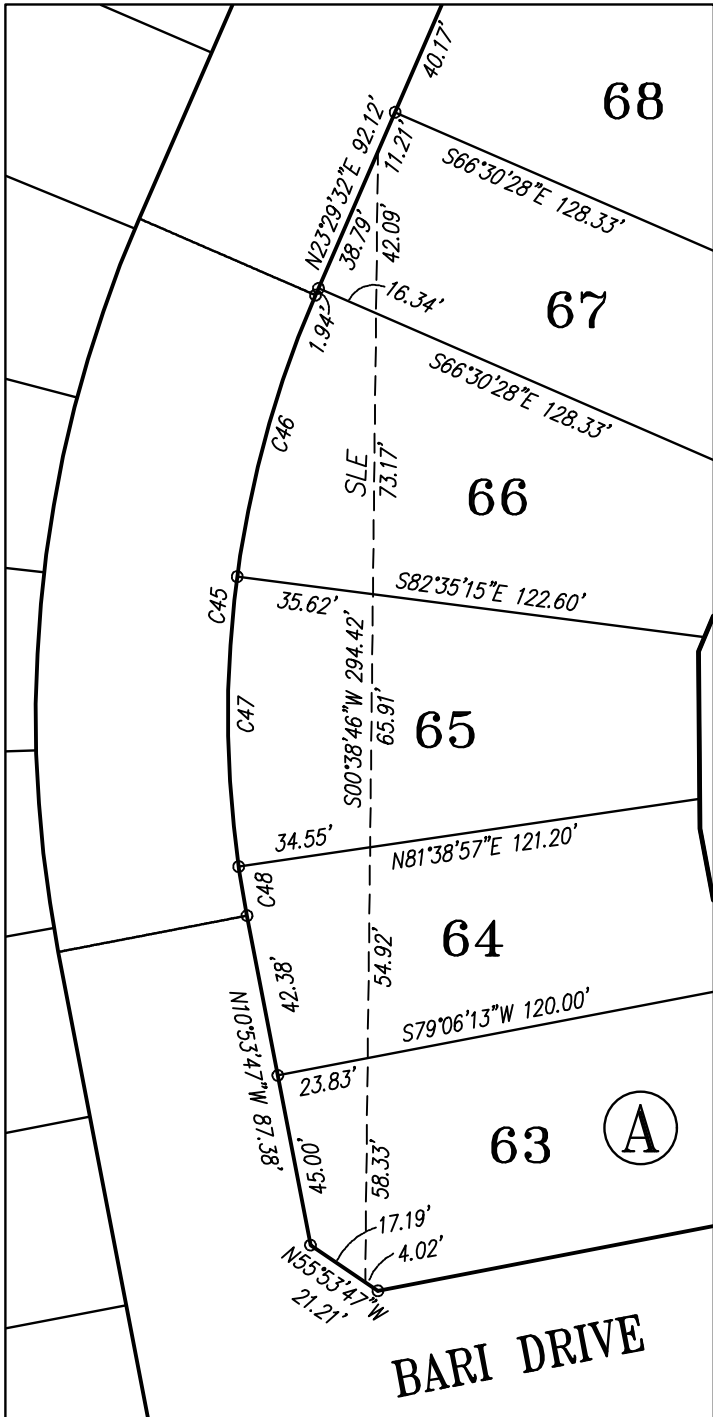 40.17'
68
N23°29'32"E 92.12'
11.21'
S66°30'28"E 128.33'
38.79'
42.09'
67
16.34'
1.94'
S66°30'28"E 128.33'
C46
SLE
73.17'
66
S82°35'15"E 122.60'
C45
35.62'
S00°38'46"W 294.42'
65.91'
C47
65
34.55'
N81°38'57"E 121.20'
C48
64
54.92'
42.38'
S79°06'13"W 120.00'
N10°53'47"W 87.38'
23.83'
63
A
45.00'
58.33'
17.19'
4.02'
N55°53'47"W
21.21'
BARI DRIVE